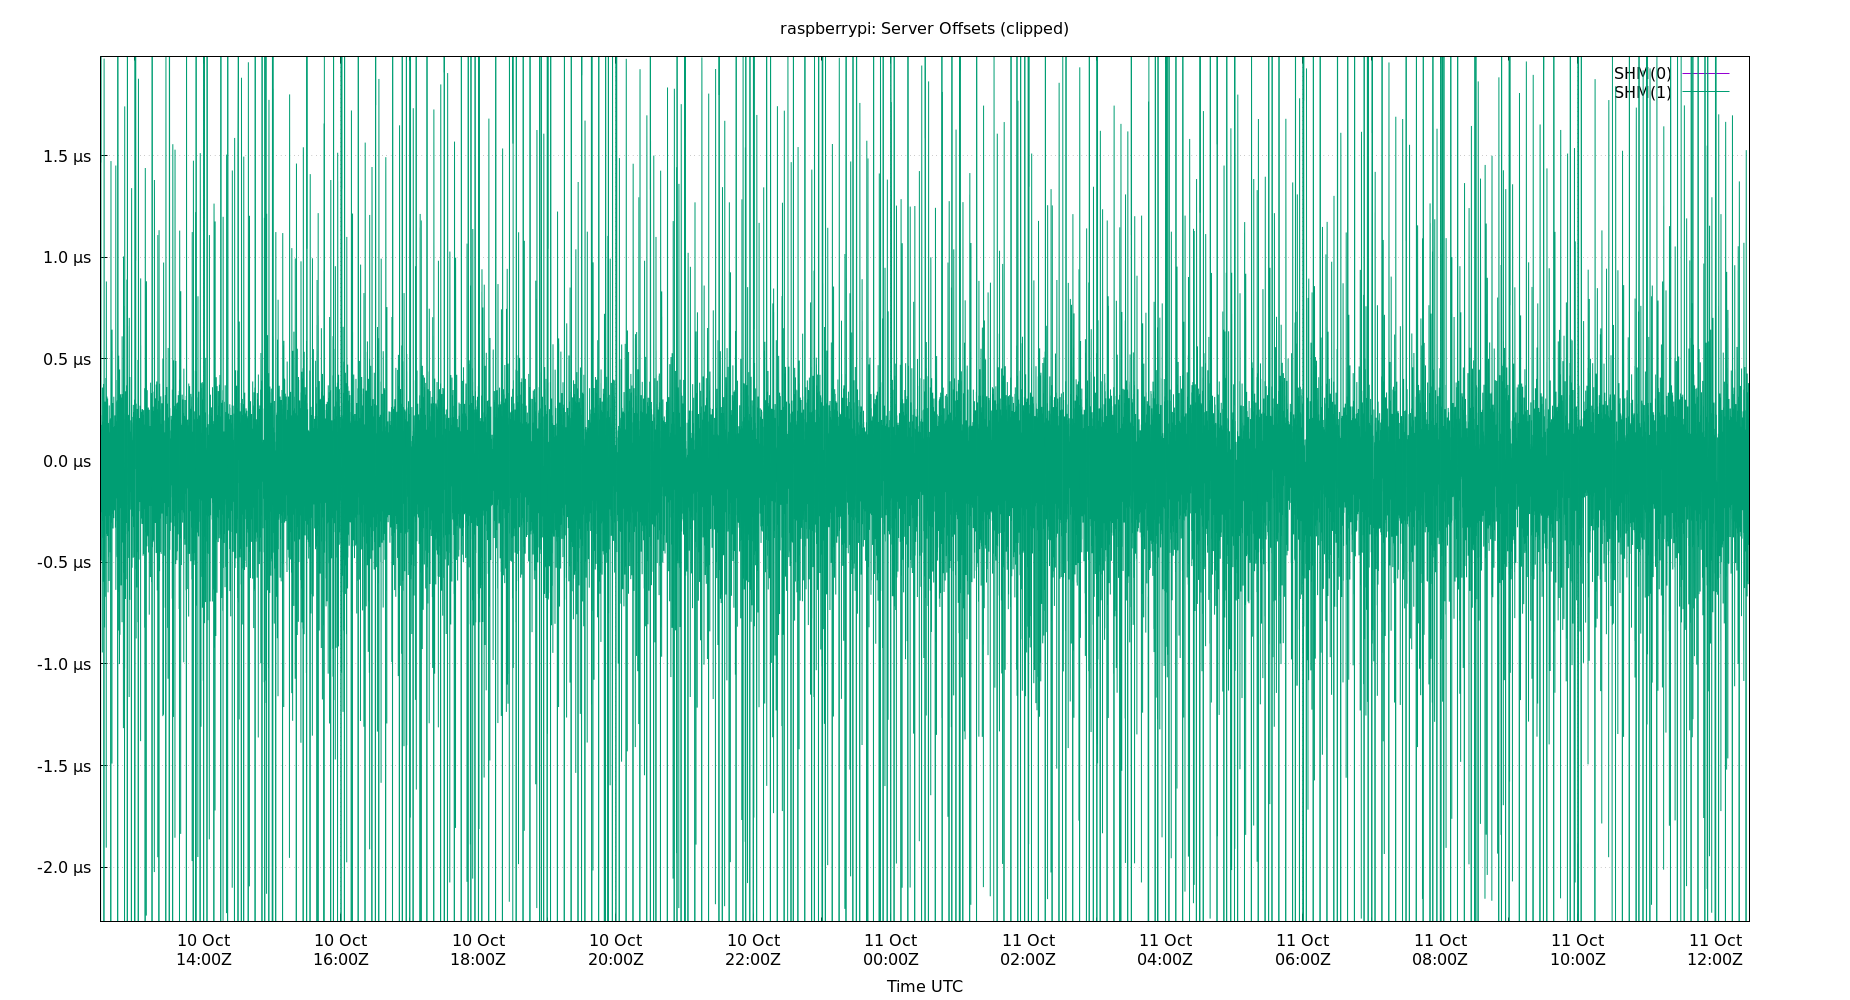 raspberrypi: Server Offsets (clipped)
SHM(0)
SHM(1)
1.5 µs
1.0 µs
0.5 µs
0.0 µs
-0.5 µs
-1.0 µs
-1.5 µs
-2.0 µs
10 Oct 10 Oct 10 Oct 10 Oct 10 Oct 11 Oct 11 Oct 11 Oct 11 Oct 11 Oct 11 Oct 11 Oct
14:00Z 16:00Z 18:00Z 20:00Z 22:00Z 00:00Z 02:00Z 04:00Z 06:00Z 08:00Z 10:00Z 12:00Z
Time UTC